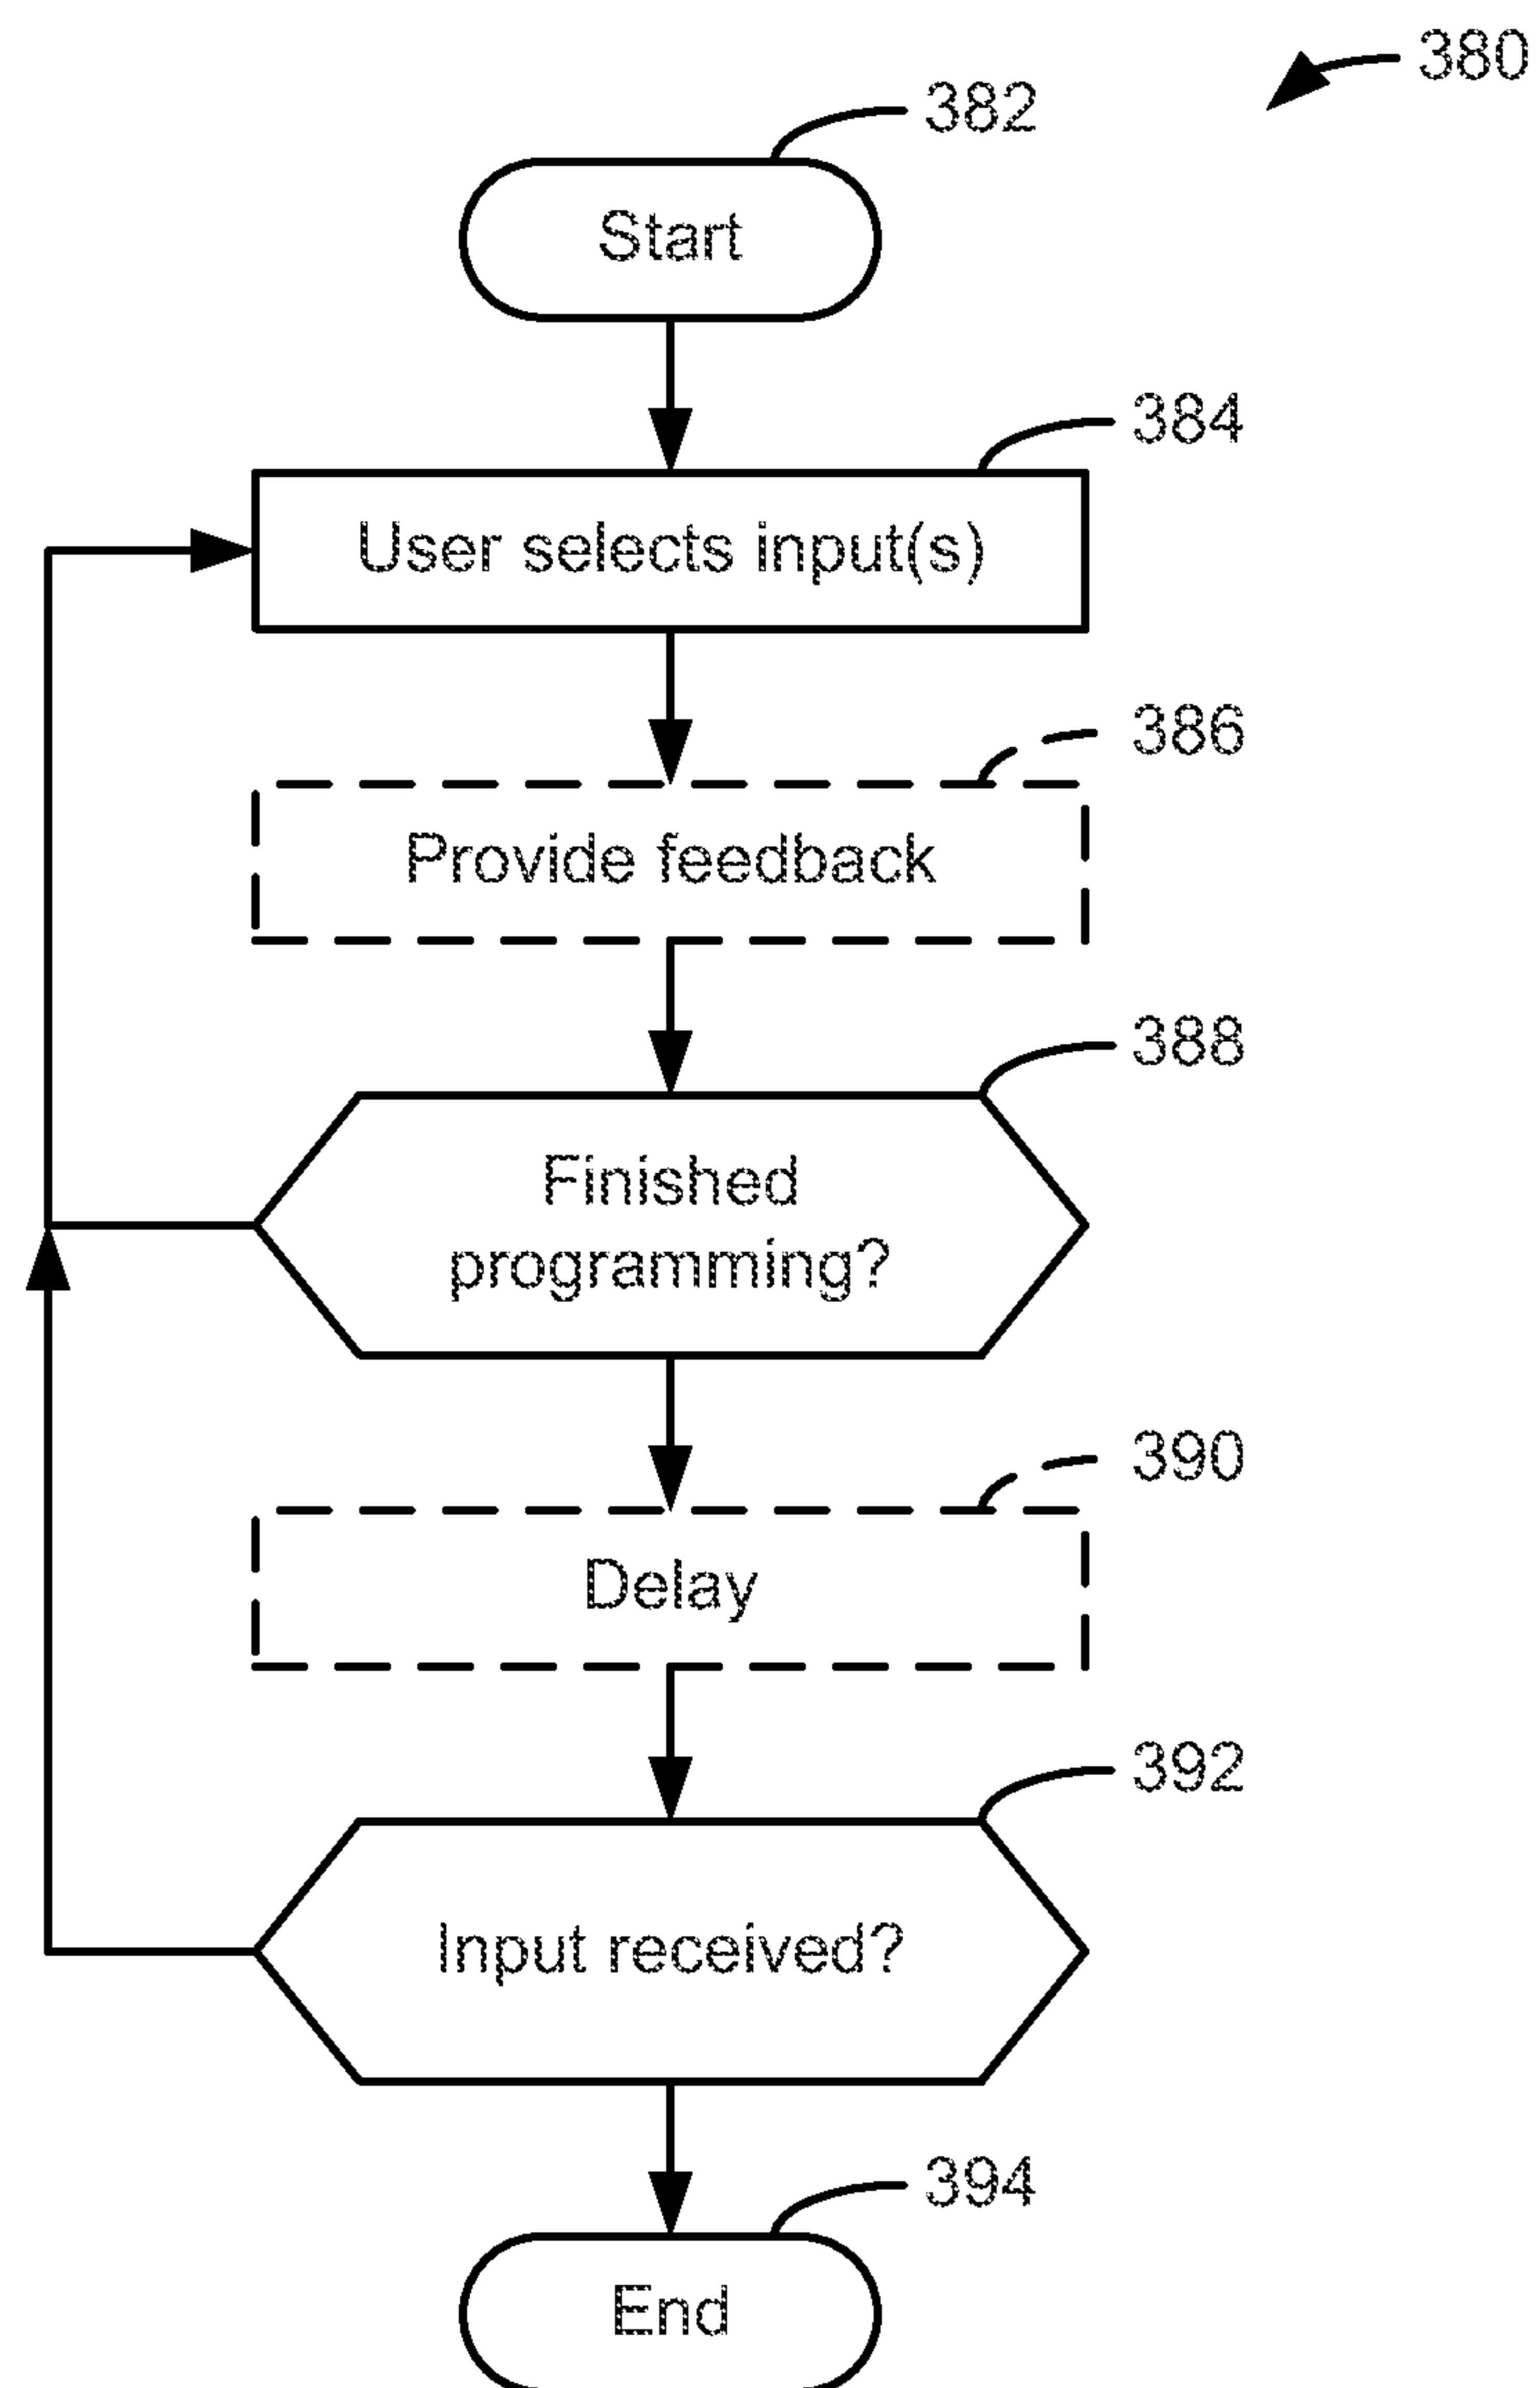 380
382
Start
384
User selects input(s)
386
Provide feedback
388
Finished
programming?
390
Delay
392
Input received?
394
End